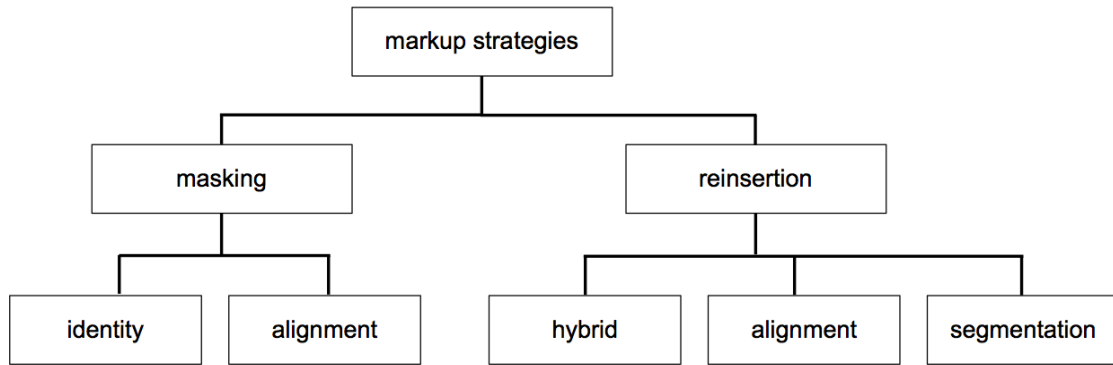 markup strategies
masking
reinsertion
identity
alignment
hybrid
alignment
segmentation